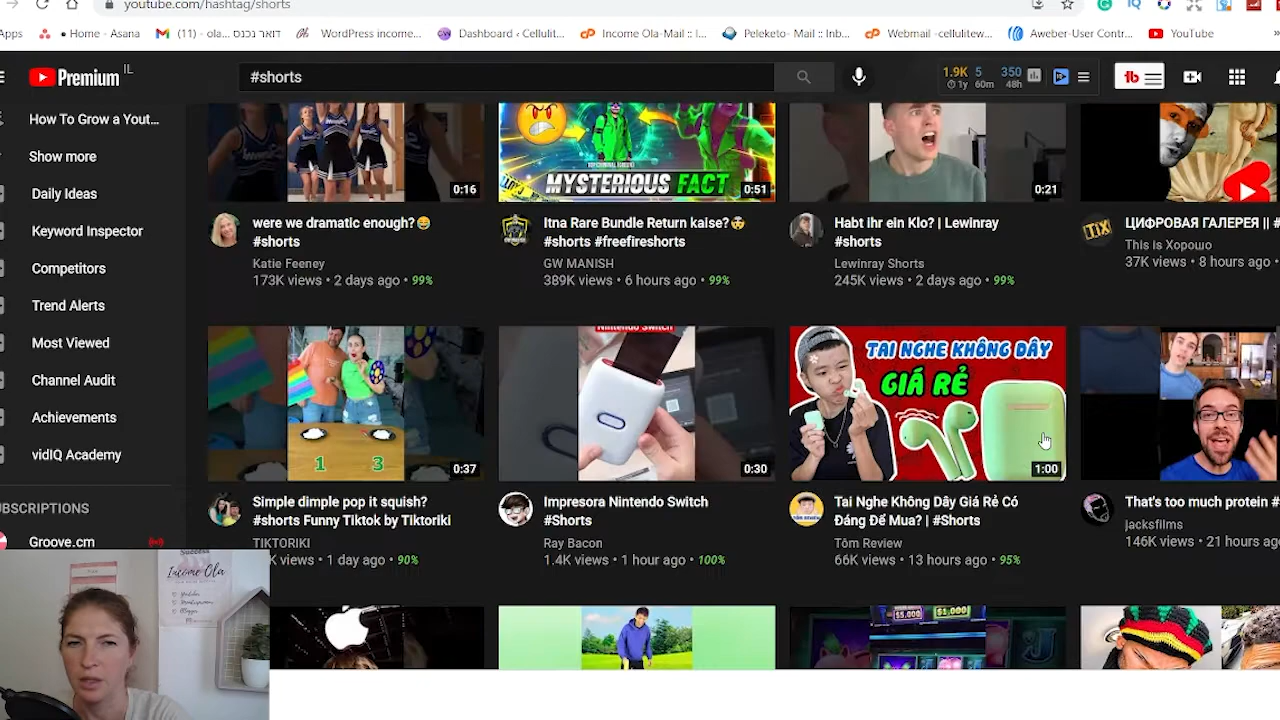 youtube.com/hashtag/shorts
Apps
• Home - Asana
(11) - ola... דואר נכנס
WordPress income...
Dashboard ‹ Cellulit...
Income Ola-Mail :: I...
Peleketo- Mail :: Inb...
Webmail -cellulitew...
Aweber-User Contr...
YouTube
Premium IL
#shorts
1.9K 5 350
1y 60m 48h
How To Grow a Yout...
Show more
Daily Ideas
Keyword Inspector
Competitors
Trend Alerts
Most Viewed
Channel Audit
Achievements
vidIQ Academy
UBSCRIPTIONS
Groove.cm
0:16
MYSTERIOUS FACT
0:51
0:21
were we dramatic enough?😅
#shorts
Katie Feeney
173K views • 2 days ago • 99%
Itna Rare Bundle Return kaise?🤯
#shorts #freefireshorts
GW MANISH
389K views • 6 hours ago • 99%
Habt ihr ein Klo? | Lewinray
#shorts
Lewinray Shorts
245K views • 2 days ago • 99%
ЦИФРОВАЯ ГАЛЕРЕЯ || #
This is Хорошо
37K views • 8 hours ago •
1 3
0:37
Nintendo Switch
0:30
TAI NGHE KHÔNG DÂY
GIÁ RẺ
1:00
Simple dimple pop it squish?
#shorts Funny Tiktok by Tiktoriki
TIKTORIKI
K views • 1 day ago • 90%
Impresora Nintendo Switch
#Shorts
Ray Bacon
1.4K views • 1 hour ago • 100%
Tai Nghe Không Dây Giá Rẻ Có
Đáng Để Mua? | #Shorts
Tôm Review
66K views • 13 hours ago • 95%
That's too much protein #
jacksfilms
146K views • 21 hours ago
Success
Income Ola
$5,000
$1,000